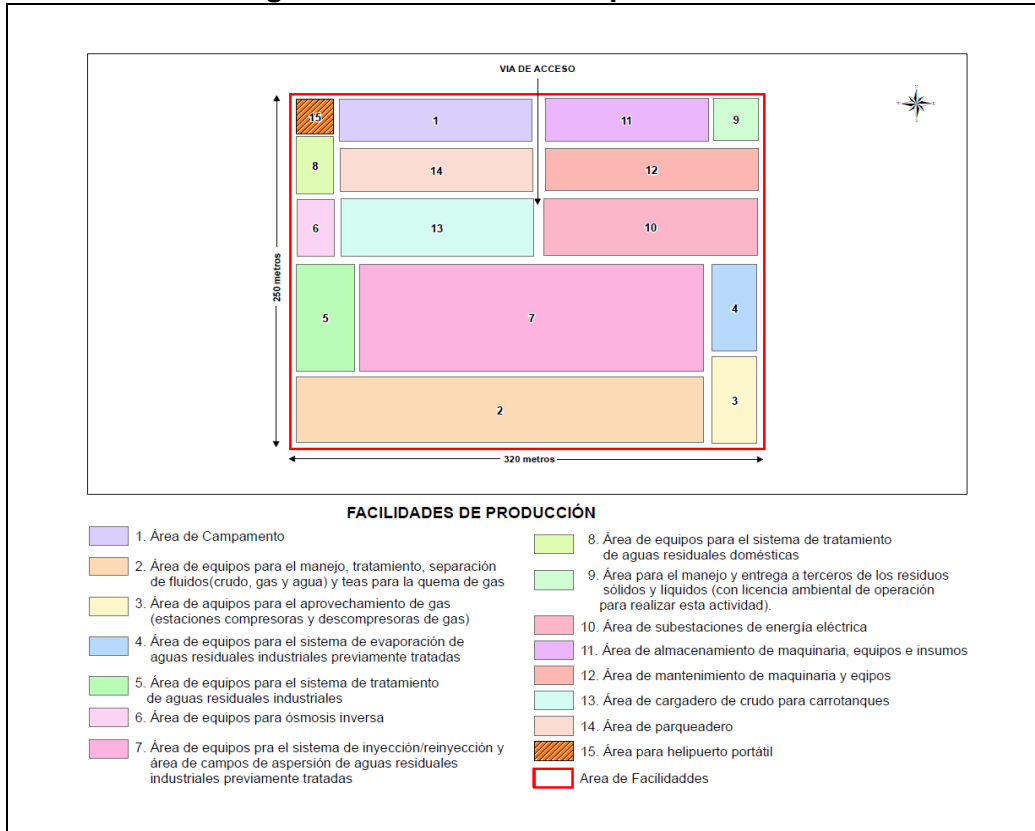 VIA DE ACCESO
15
1
11
9
8
14
12
6
13
10
5
7
4
2
3
250 metros
320 metros
FACILIDADES DE PRODUCCIÓN
1. Área de Campamento
2. Área de equipos para el manejo, tratamiento, separación
de fluidos(crudo, gas y agua) y teas para la quema de gas
3. Área de aquipos para el aprovechamiento de gas
(estaciones compresoras y descompresoras de gas)
4. Área de equipos para el sistema de evaporación de
aguas residuales industriales previamente tratadas
5. Área de equipos para el sistema de tratamiento
de aguas residuales industriales
6. Área de equipos para ósmosis inversa
7. Área de equipos pra el sistema de inyección/reinyección y
área de campos de aspersión de aguas residuales
industriales previamente tratadas
8. Área de equipos para el sistema de tratamiento
de aguas residuales domésticas
9. Área para el manejo y entrega a terceros de los residuos
sólidos y líquidos (con licencia ambiental de operación
para realizar esta actividad).
10. Área de subestaciones de energía eléctrica
11. Área de almacenamiento de maquinaria, equipos e insumos
12. Área de mantenimiento de maquinaria y eqipos
13. Área de cargadero de crudo para carrotanques
14. Área de parqueadero
15. Área para helipuerto portátil
Area de Facilidaddes